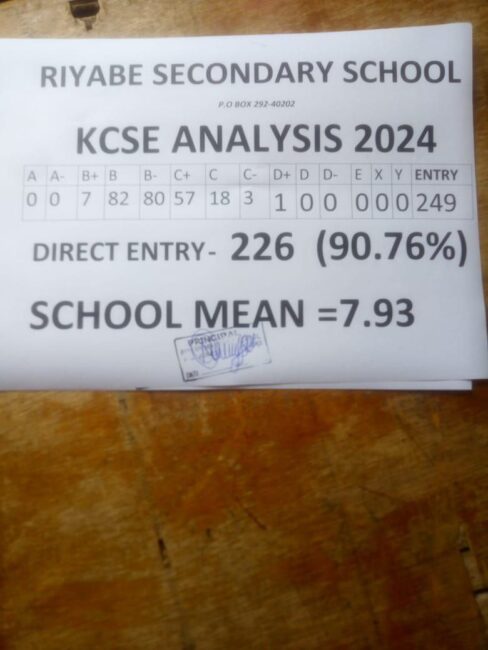 RIYABE SECONDARY SCHOOL
P.O BOX 292-40202
KCSE ANALYSIS 2024
A A- B+ B B- C+ C C- D+ D D- E X Y ENTRY
0 0 7 82 80 57 18 3 1 0 0 0 0 0 249
DIRECT ENTRY- 226 (90.76%)
SCHOOL MEAN =7.93
PRINCIPAL